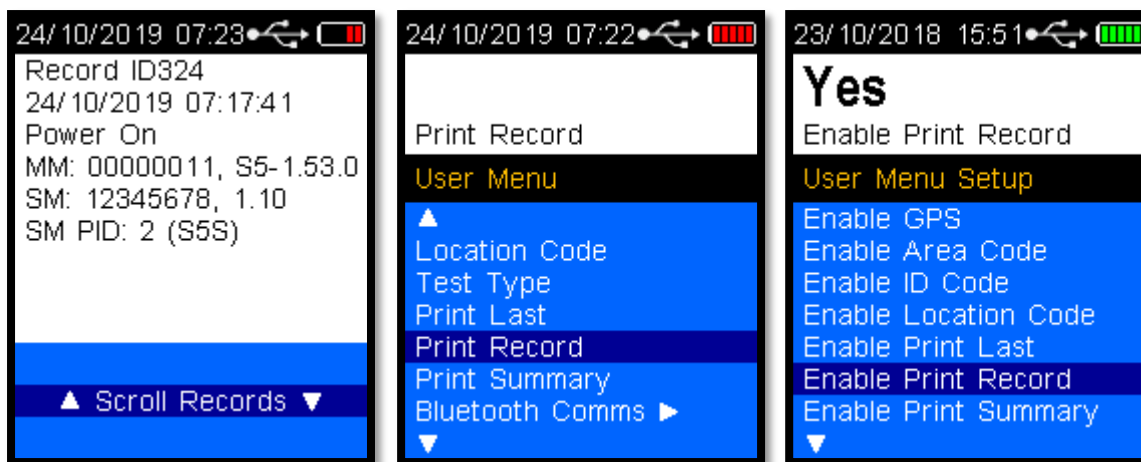 24/10/2019 07:23
Record ID324
24/10/2019 07:17:41
Power On
MM: 00000011, S5-1.53.0
SM: 12345678, 1.10
SM PID: 2 (S5S)
▲ Scroll Records ▼
24/10/2019 07:22
Print Record
User Menu
▲
Location Code
Test Type
Print Last
Print Record
Print Summary
Bluetooth Comms ►
▼
23/10/2018 15:51
Yes
Enable Print Record
User Menu Setup
Enable GPS
Enable Area Code
Enable ID Code
Enable Location Code
Enable Print Last
Enable Print Record
Enable Print Summary
▼